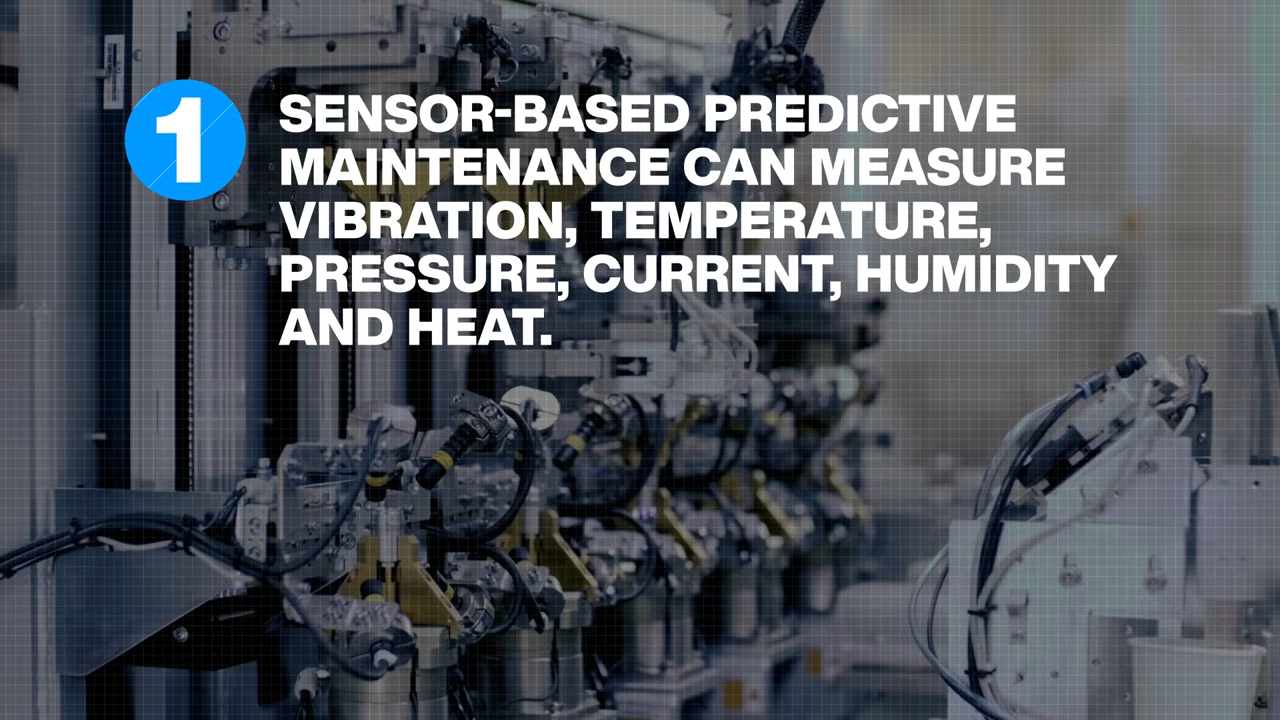 1
SENSOR-BASED PREDICTIVE
MAINTENANCE CAN MEASURE
VIBRATION, TEMPERATURE,
PRESSURE, CURRENT, HUMIDITY
AND HEAT.